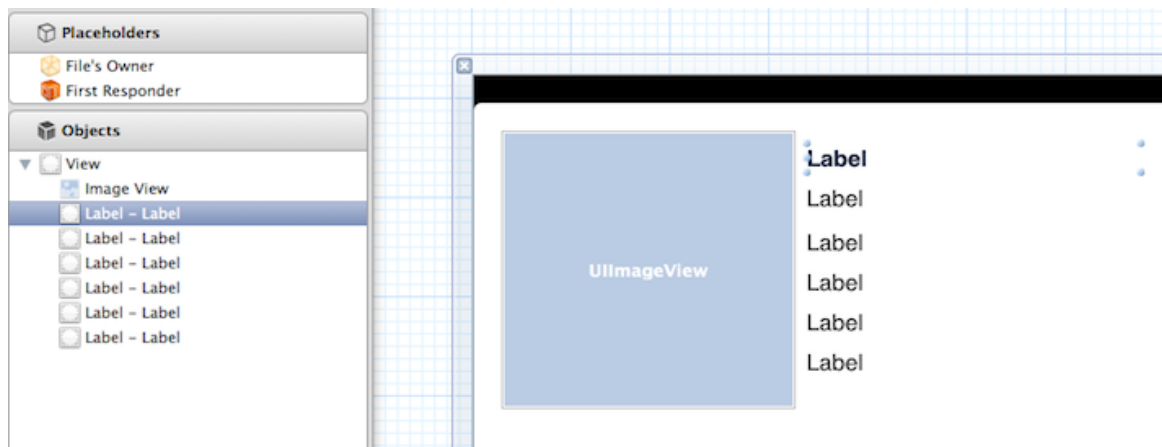 Placeholders
File's Owner
First Responder
Objects
View
Image View
Label – Label
Label – Label
Label – Label
Label – Label
Label – Label
Label – Label
UIImageView
Label
Label
Label
Label
Label
Label